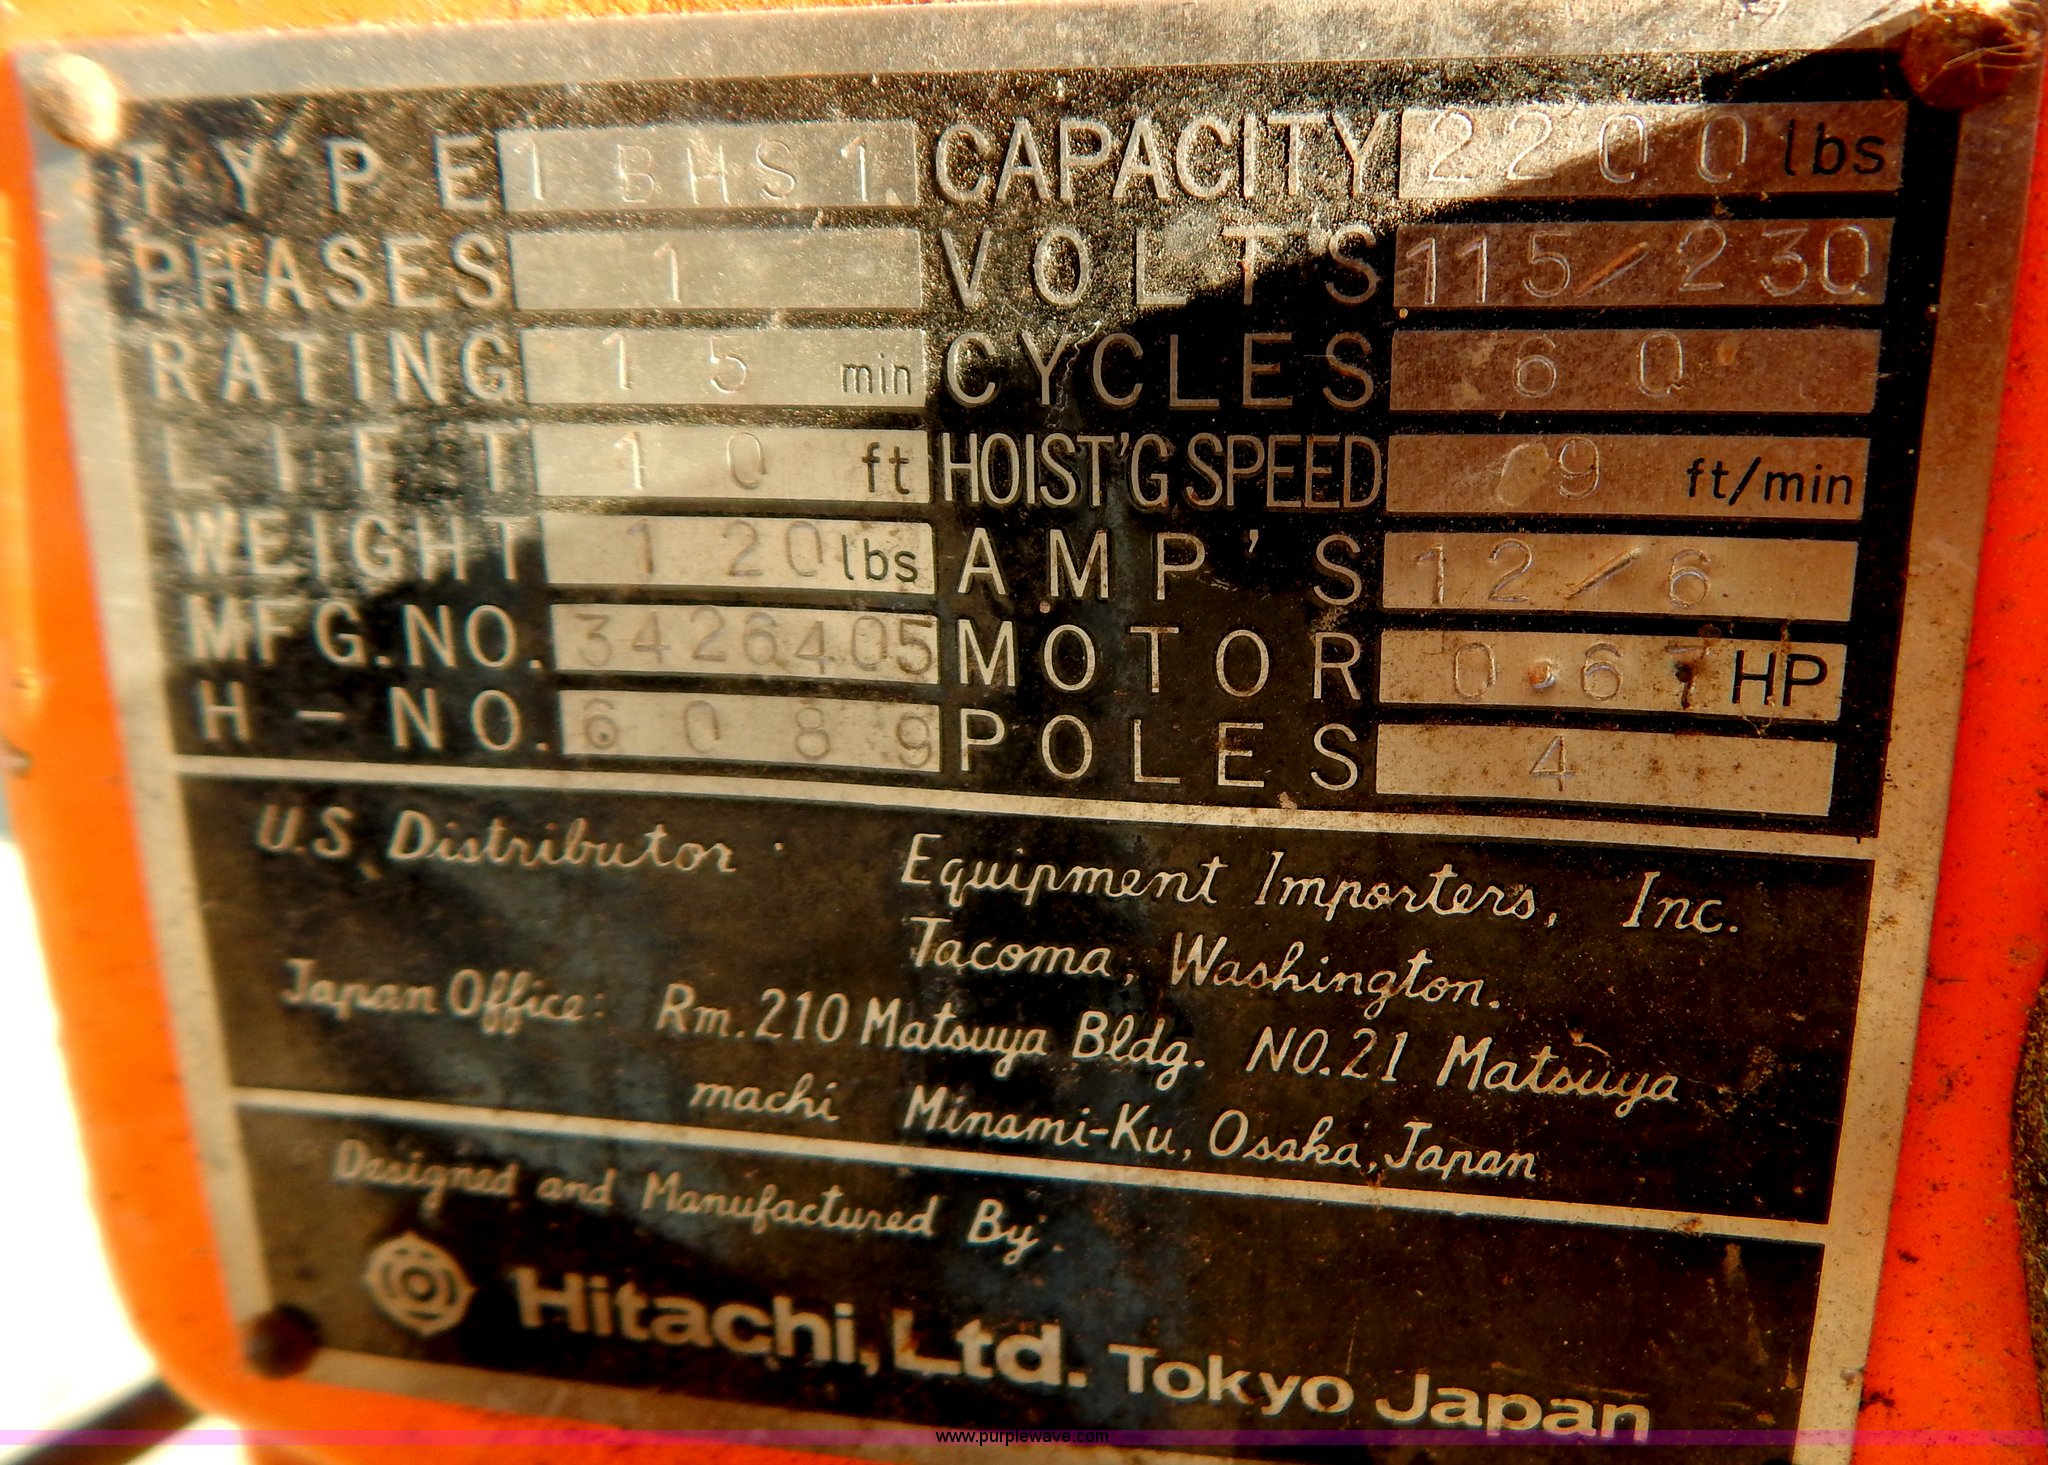 TYPE 1BHS1 CAPACITY 2200 lbs
PHASES 1 VOLTS 115/230
RATING 15 min CYCLES 60
LIFT 10 ft HOIST'G,SPEED 9 ft/min
WEIGHT 120 lbs AMP'S 12/6
MFG.NO. 3426405 MOTOR 0.67 HP
H-NO. 6089 POLES 4
U.S. Distributor: Equipment Importers, Inc.
Tacoma, Washington.
Japan Office: Rm.210 Matsuya Bldg. NO.21 Matsuya
machi Minami-Ku, Osaka, Japan
Designed and Manufactured By:
Hitachi, Ltd. Tokyo Japan
www.purplewave.com